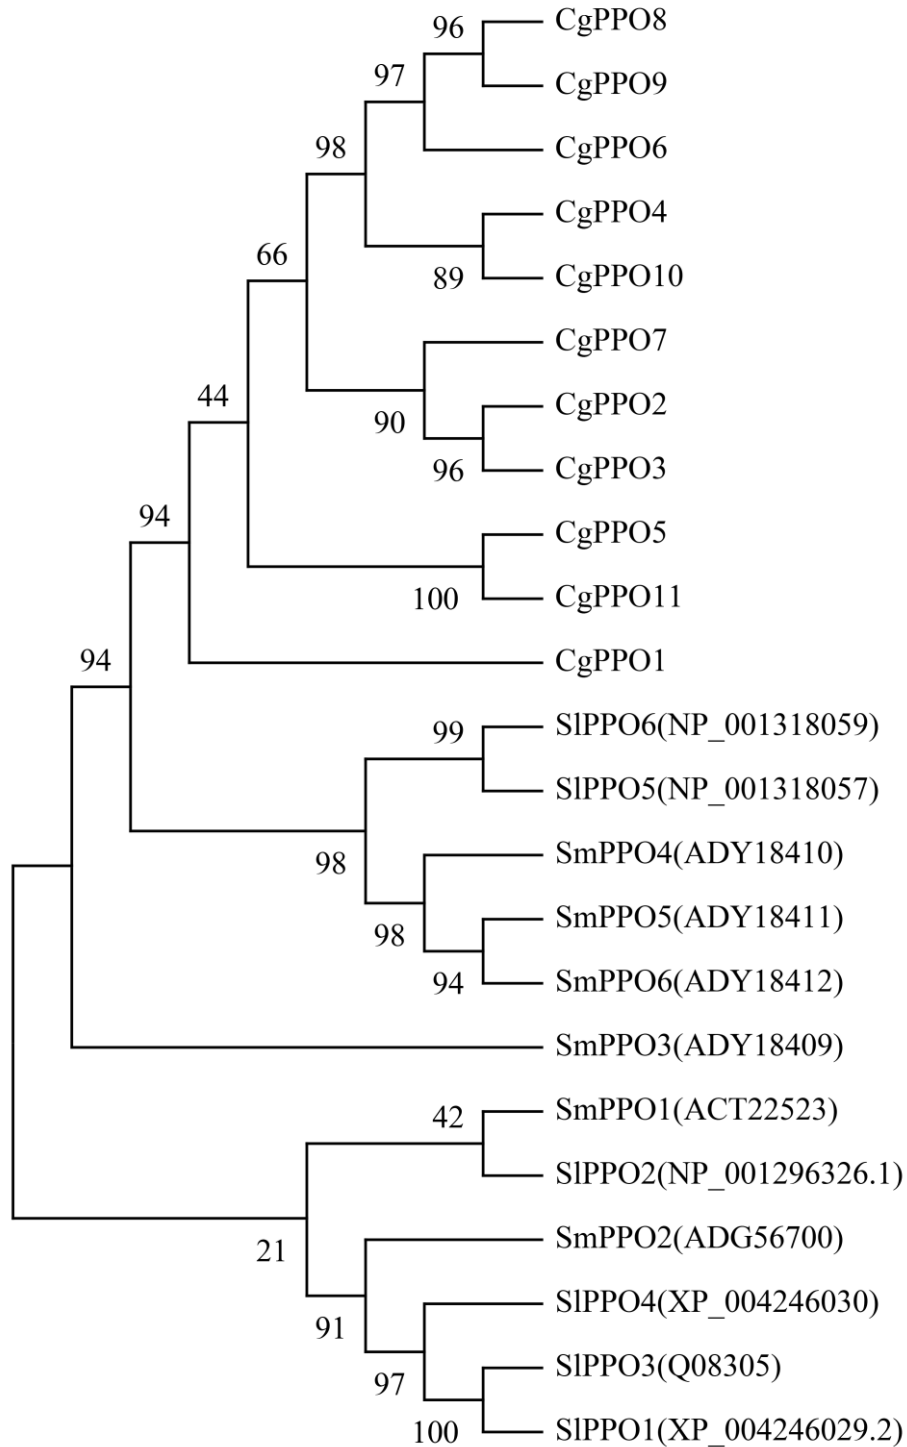 96 CgPPO8
97 CgPPO9
98 CgPPO6
CgPPO4
66 89 CgPPO10
CgPPO7
44 90 CgPPO2
96 CgPPO3
94 CgPPO5
100 CgPPO11
94 CgPPO1
99 SlPPO6(NP_001318059)
SlPPO5(NP_001318057)
98 SmPPO4(ADY18410)
98 SmPPO5(ADY18411)
94 SmPPO6(ADY18412)
SmPPO3(ADY18409)
42 SmPPO1(ACT22523)
SlPPO2(NP_001296326.1)
21 SmPPO2(ADG56700)
91 SlPPO4(XP_004246030)
97 SlPPO3(Q08305)
100 SlPPO1(XP_004246029.2)